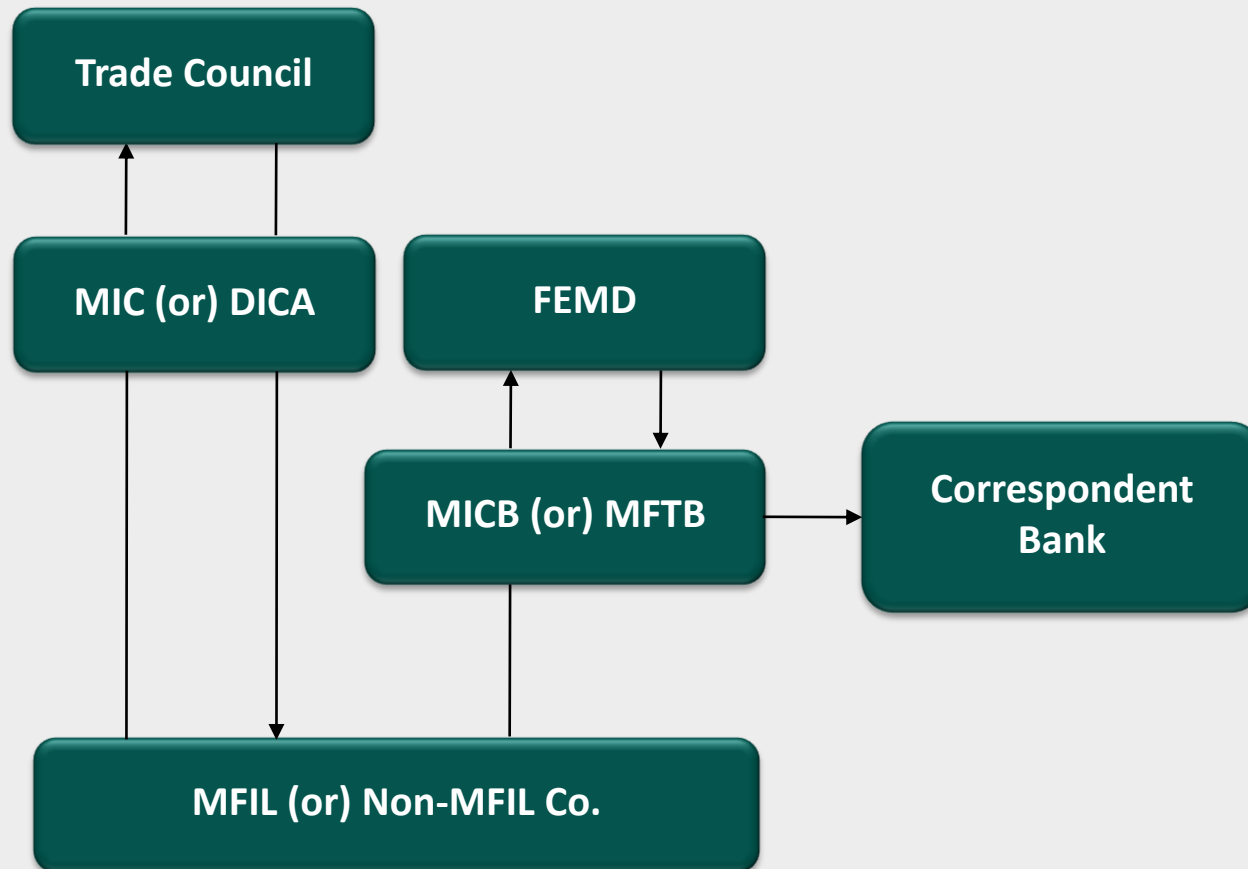 Trade Council
MIC (or) DICA
FEMD
MICB (or) MFTB
Correspondent
Bank
MFIL (or) Non-MFIL Co.